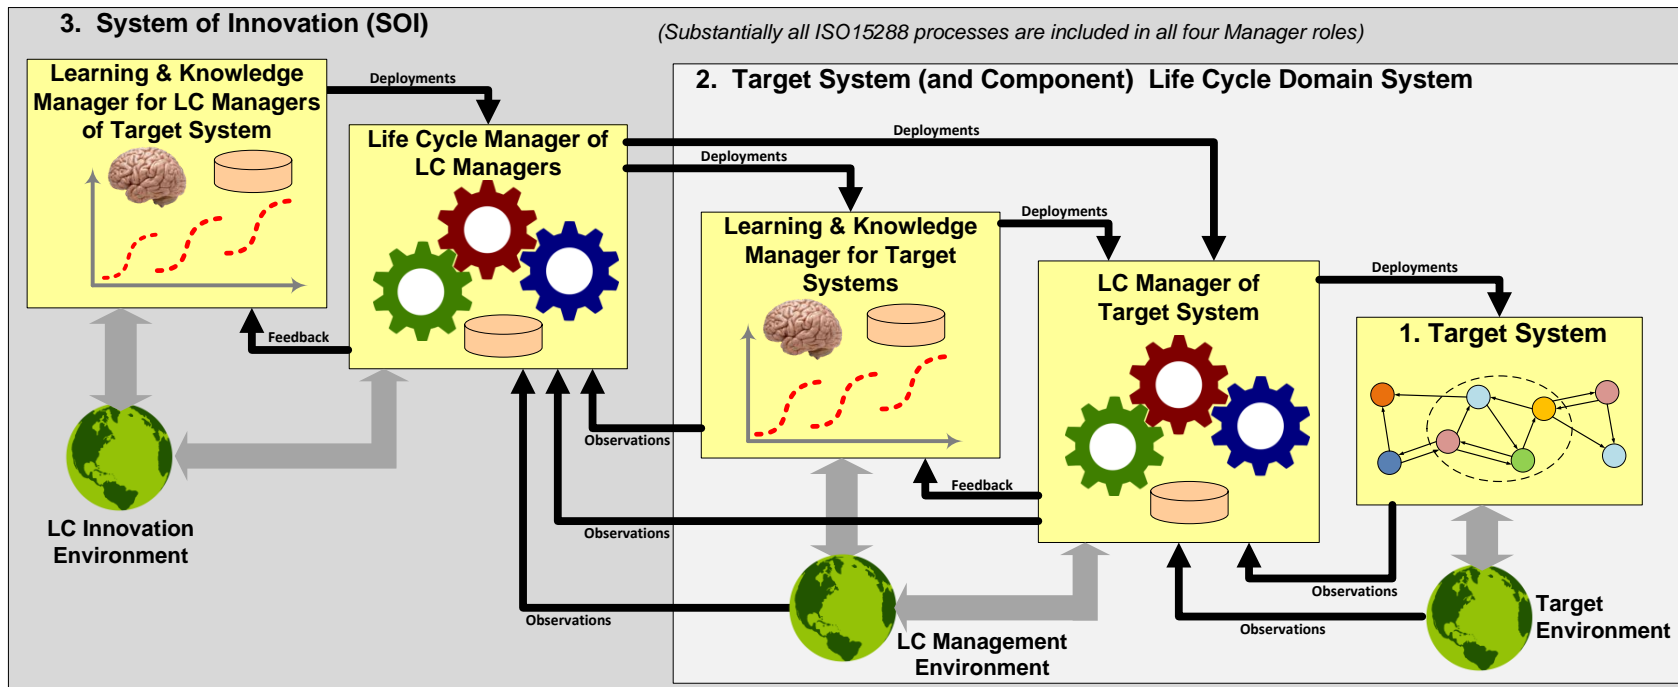 3. System of Innovation (SOI)
(Substantially all ISO15288 processes are included in all four Manager roles)
Learning & Knowledge
Manager for LC Managers
of Target System
Deployments
2. Target System (and Component) Life Cycle Domain System
Life Cycle Manager of
LC Managers
Deployments
Deployments
Learning & Knowledge
Manager for Target
Systems
Deployments
LC Manager of
Target System
Deployments
1. Target System
Feedback
Observations
Feedback
Observations
Observations
Observations
Observations
LC Innovation
Environment
LC Management
Environment
Target
Environment